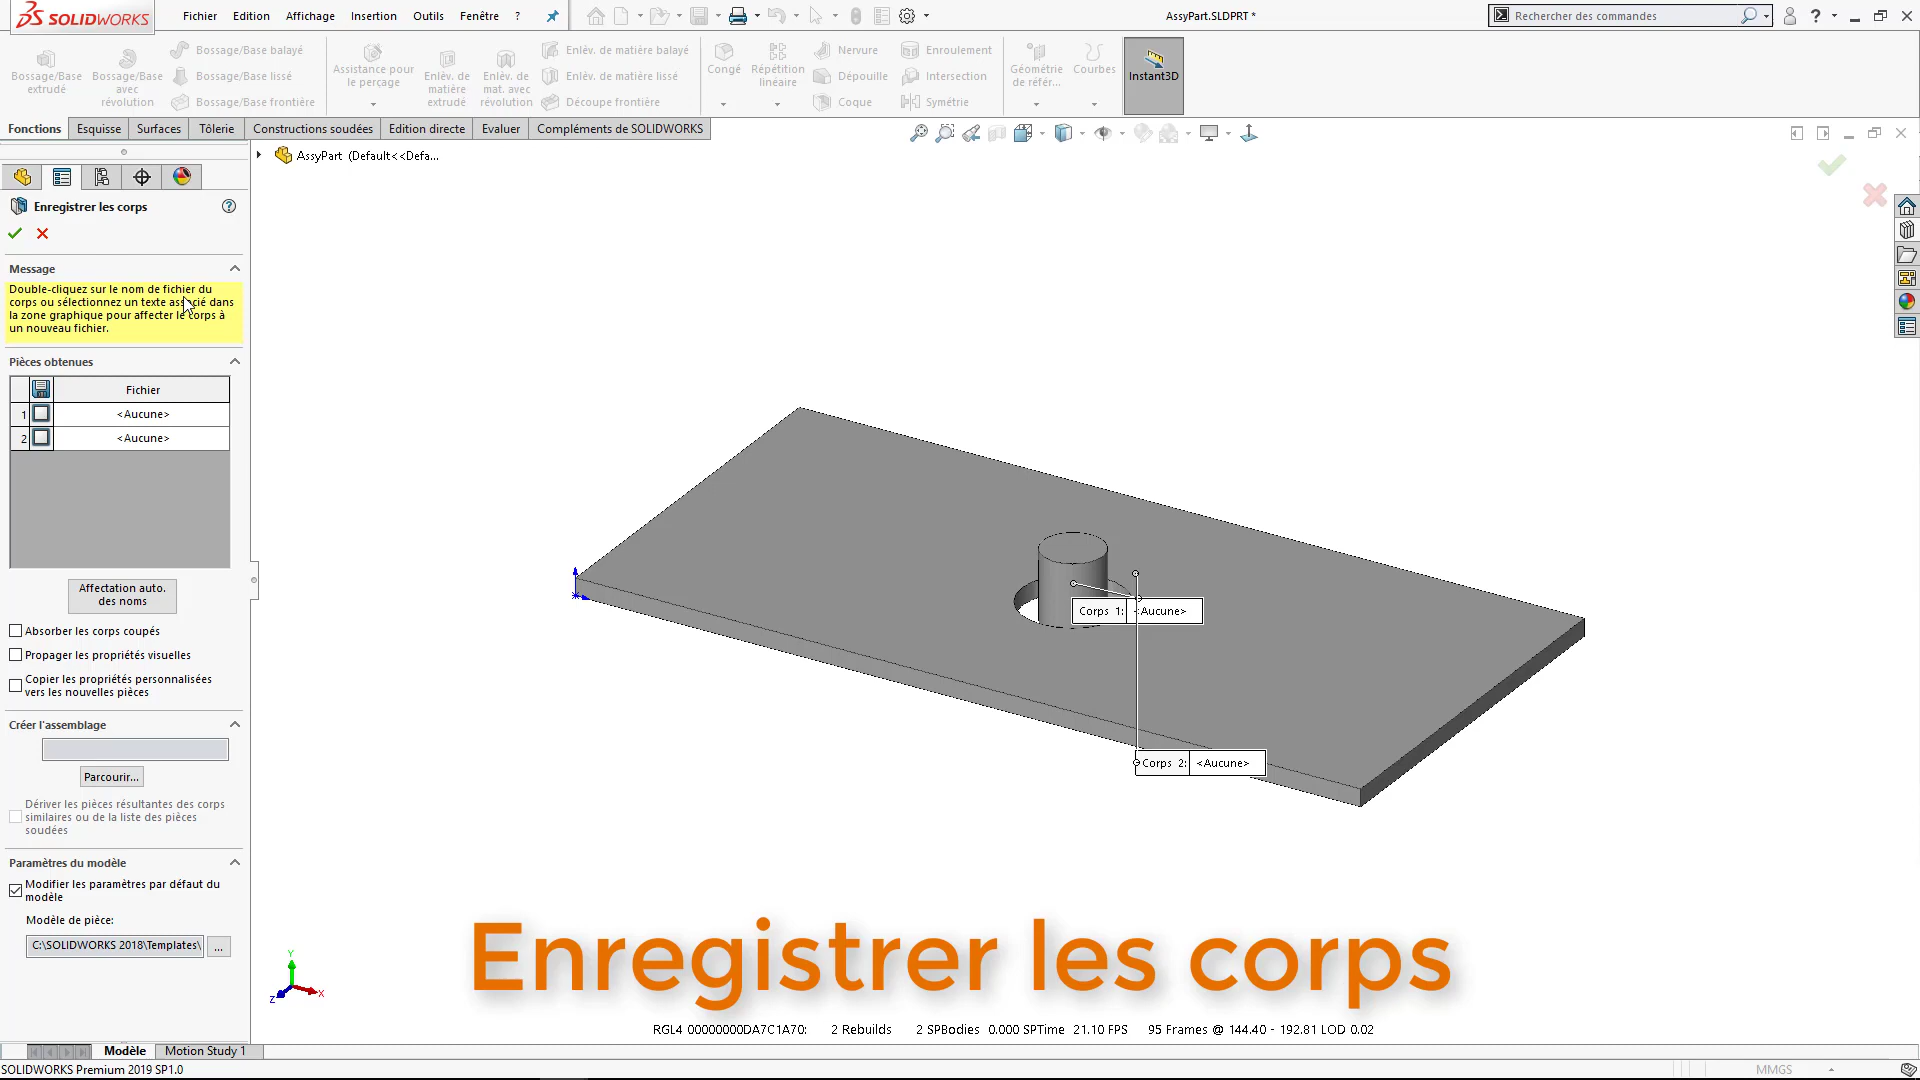 SOLIDWORKS
Fichier
Edition
Affichage
Insertion
Outils
Fenêtre
?
AssyPart.SLDPRT *
Rechercher des commandes
?
Bossage/Base
extrudé
Bossage/Base
avec
révolution
Bossage/Base balayé
Bossage/Base lissé
Bossage/Base frontière
Assistance pour
le perçage
Enlèv. de
matière
extrudé
Enlèv. de
mat. avec
révolution
Enlèv. de matière balayé
Enlèv. de matière lissé
Découpe frontière
Congé
Répétition
linéaire
Nervure
Dépouille
Coque
Enroulement
Intersection
Symétrie
Géométrie
de référ...
Courbes
Instant3D
Fonctions
Esquisse
Surfaces
Tôlerie
Constructions soudées
Edition directe
Evaluer
Compléments de SOLIDWORKS
AssyPart (Default<<Defa...
Enregistrer les corps
?
Message
Double-cliquez sur le nom de fichier du
corps ou sélectionnez un texte associé dans
la zone graphique pour affecter le corps à
un nouveau fichier.
Pièces obtenues
Fichier
1 <Aucune>
2 <Aucune>
Affectation auto.
des noms
Absorber les corps coupés
Propager les propriétés visuelles
Copier les propriétés personnalisées
vers les nouvelles pièces
Créer l'assemblage
Parcourir...
Dériver les pièces résultantes des corps
similaires ou de la liste des pièces
soudées
Paramètres du modèle
Modifier les paramètres par défaut du
modèle
Modèle de pièce:
C:\SOLIDWORKS 2018\Templates\
...
Corps 1: <Aucune>
Corps 2: <Aucune>
Y
X
Z
Enregistrer les corps
RGL4 00000000DA7C1A70: 2 Rebuilds 2 SPBodies 0.000 SPTime 21.10 FPS 95 Frames @ 144.40 - 192.81 LOD 0.02
Modèle
Motion Study 1
SOLIDWORKS Premium 2019 SP1.0
MMGS